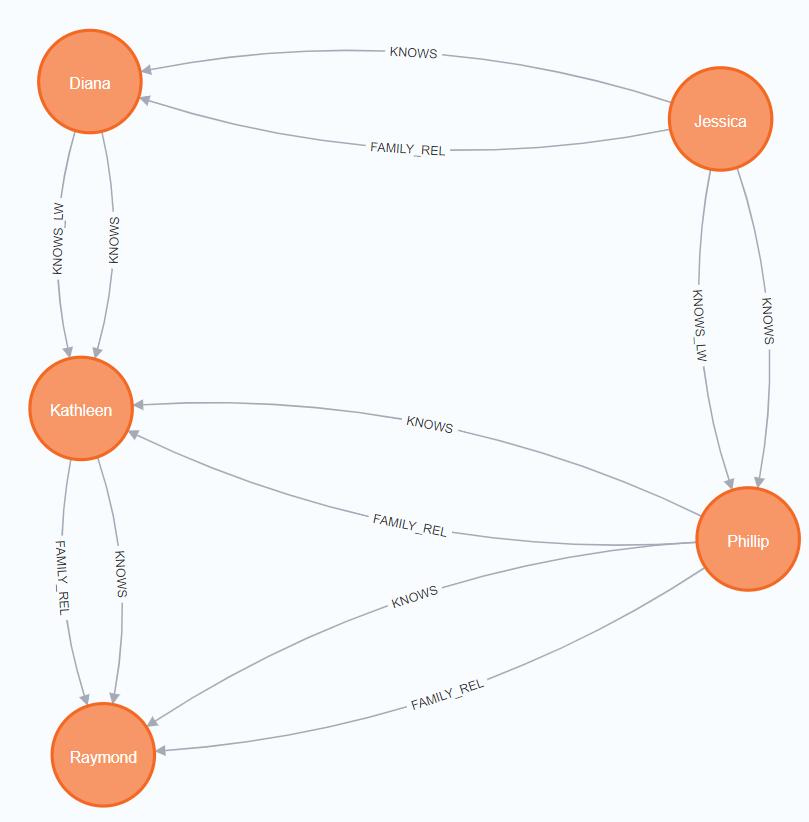 KNOWS
Diana
Jessica
FAMILY_REL
KNOWS_LW
KNOWS
KNOWS_LW
KNOWS
Kathleen
KNOWS
FAMILY_REL
Phillip
FAMILY_REL
KNOWS
KNOWS
FAMILY_REL
Raymond